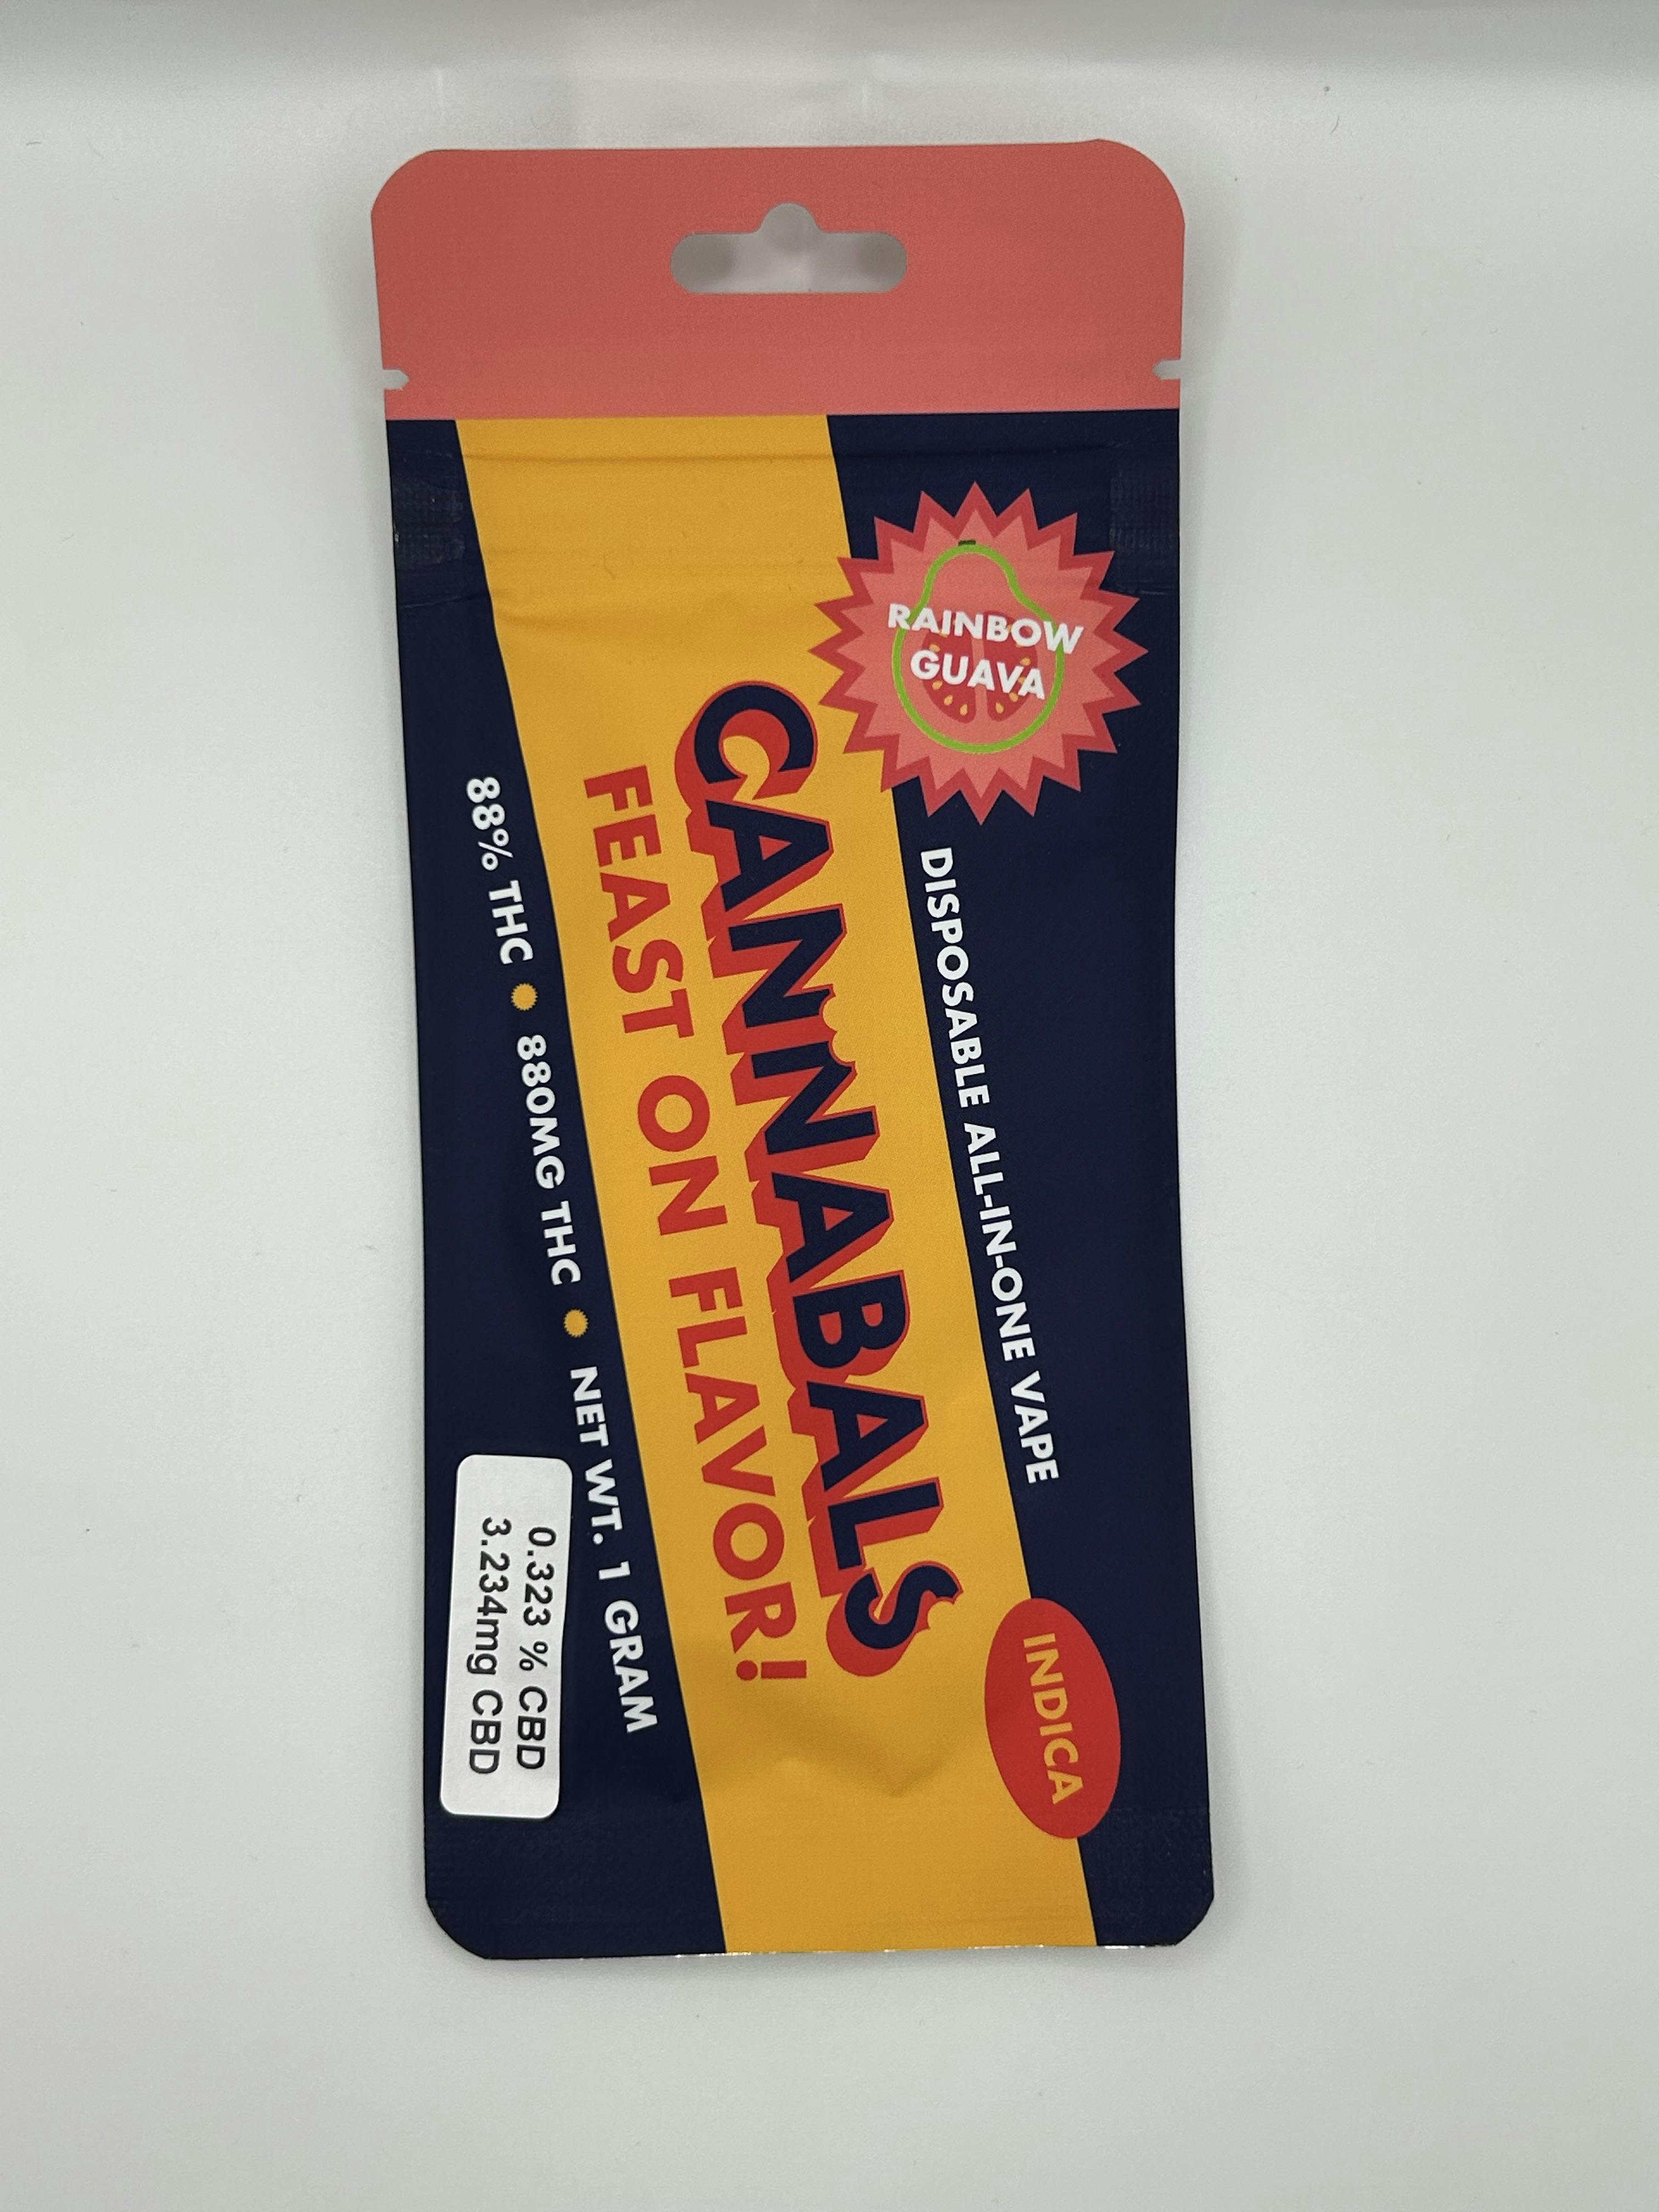 RAINBOW
GUAVA
DISPOSABLE ALL-IN-ONE VAPE
CANNABALS
FEAST ON FLAVOR!
INDICA
88% THC 880MG THC NET WT. 1 GRAM
0.323 % CBD
3.234mg CBD